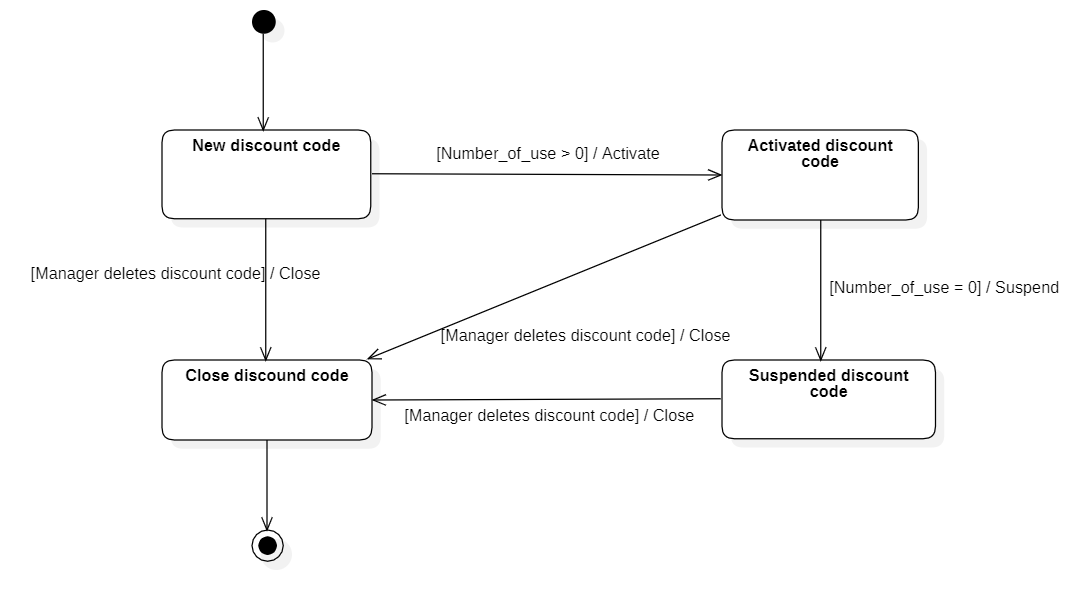 New discount code
[Number_of_use > 0] / Activate
Activated discount
code
[Manager deletes discount code] / Close
[Number_of_use = 0] / Suspend
[Manager deletes discount code] / Close
Close discound code
Suspended discount
code
[Manager deletes discount code] / Close